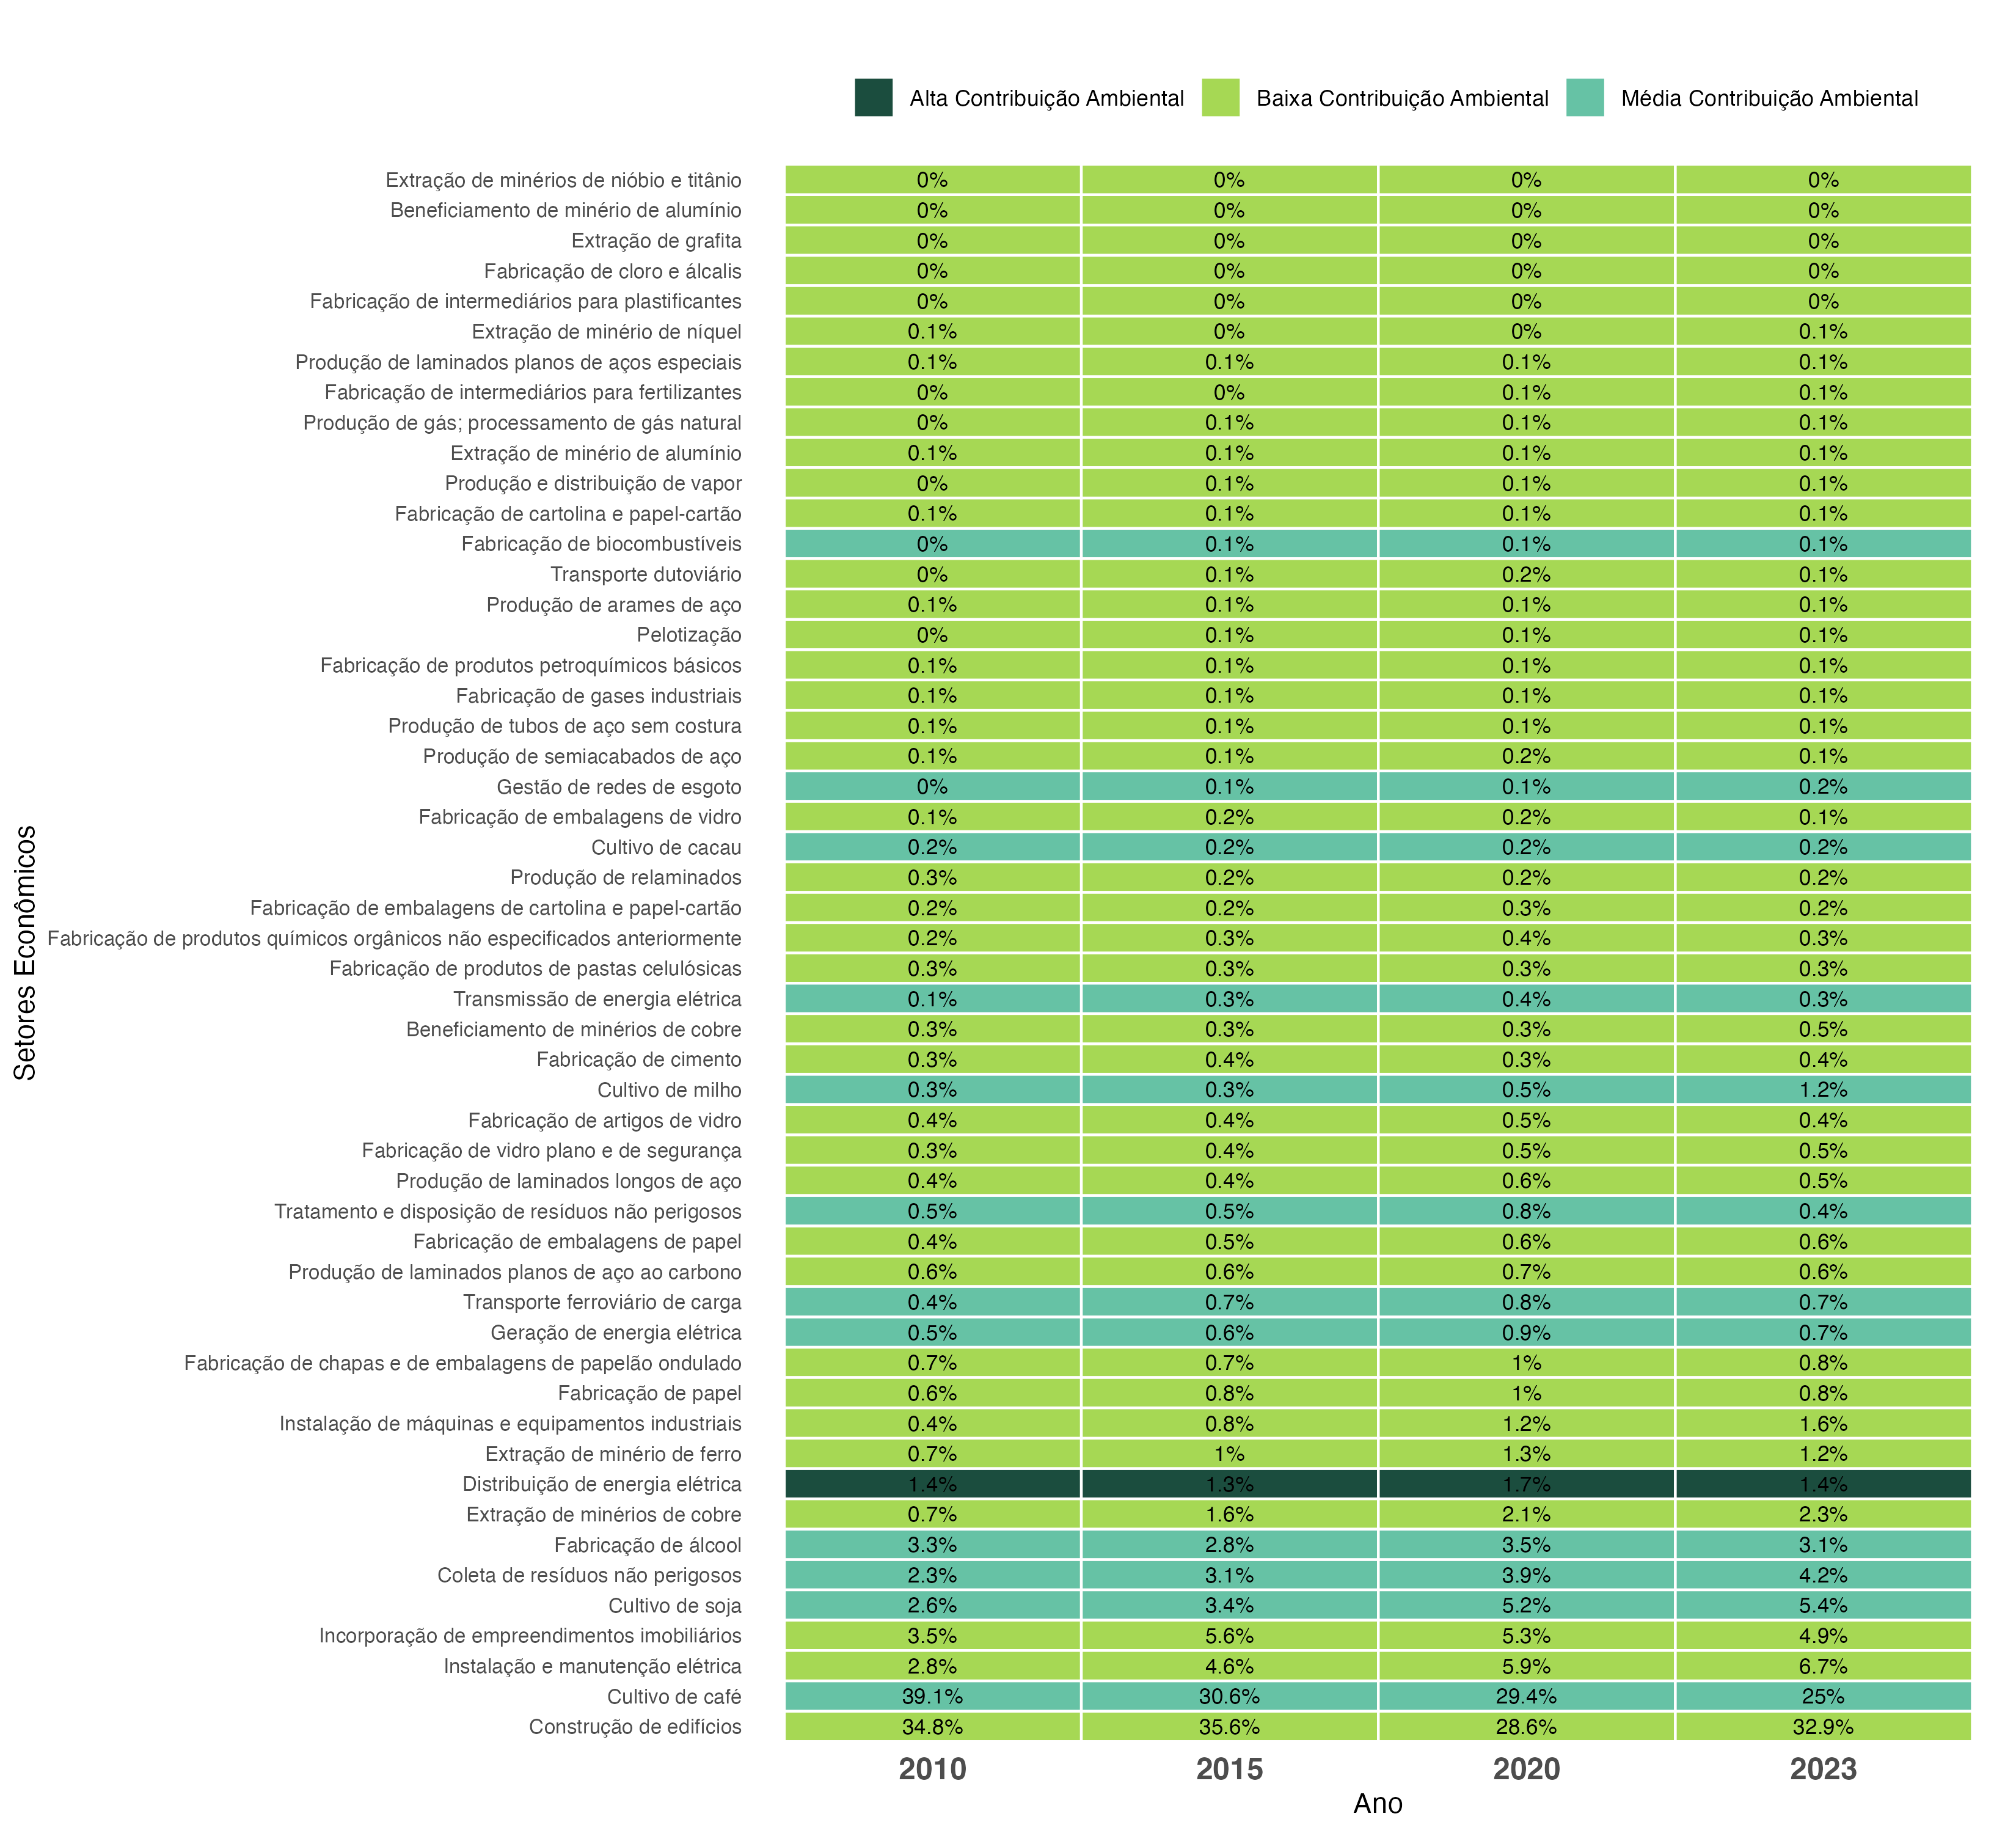 Alta Contribuição Ambiental Baixa Contribuição Ambiental Média Contribuição Ambiental
Setores Econômicos
Extração de minérios de nióbio e titânio 0% 0% 0% 0%
Beneficiamento de minério de alumínio 0% 0% 0% 0%
Extração de grafita 0% 0% 0% 0%
Fabricação de cloro e álcalis 0% 0% 0% 0%
Fabricação de intermediários para plastificantes 0% 0% 0% 0%
Extração de minério de níquel 0.1% 0% 0% 0.1%
Produção de laminados planos de aços especiais 0.1% 0.1% 0.1% 0.1%
Fabricação de intermediários para fertilizantes 0% 0% 0.1% 0.1%
Produção de gás; processamento de gás natural 0% 0.1% 0.1% 0.1%
Extração de minério de alumínio 0.1% 0.1% 0.1% 0.1%
Produção e distribuição de vapor 0% 0.1% 0.1% 0.1%
Fabricação de cartolina e papel-cartão 0.1% 0.1% 0.1% 0.1%
Fabricação de biocombustíveis 0% 0.1% 0.1% 0.1%
Transporte dutoviário 0% 0.1% 0.2% 0.1%
Produção de arames de aço 0.1% 0.1% 0.1% 0.1%
Pelotização 0% 0.1% 0.1% 0.1%
Fabricação de produtos petroquímicos básicos 0.1% 0.1% 0.1% 0.1%
Fabricação de gases industriais 0.1% 0.1% 0.1% 0.1%
Produção de tubos de aço sem costura 0.1% 0.1% 0.1% 0.1%
Produção de semiacabados de aço 0.1% 0.1% 0.2% 0.1%
Gestão de redes de esgoto 0% 0.1% 0.1% 0.2%
Fabricação de embalagens de vidro 0.1% 0.2% 0.2% 0.1%
Cultivo de cacau 0.2% 0.2% 0.2% 0.2%
Produção de relaminados 0.3% 0.2% 0.2% 0.2%
Fabricação de embalagens de cartolina e papel-cartão 0.2% 0.2% 0.3% 0.2%
Fabricação de produtos químicos orgânicos não especificados anteriormente 0.2% 0.3% 0.4% 0.3%
Fabricação de produtos de pastas celulósicas 0.3% 0.3% 0.3% 0.3%
Transmissão de energia elétrica 0.1% 0.3% 0.4% 0.3%
Beneficiamento de minérios de cobre 0.3% 0.3% 0.3% 0.5%
Fabricação de cimento 0.3% 0.4% 0.3% 0.4%
Cultivo de milho 0.3% 0.3% 0.5% 1.2%
Fabricação de artigos de vidro 0.4% 0.4% 0.5% 0.4%
Fabricação de vidro plano e de segurança 0.3% 0.4% 0.5% 0.5%
Produção de laminados longos de aço 0.4% 0.4% 0.6% 0.5%
Tratamento e disposição de resíduos não perigosos 0.5% 0.5% 0.8% 0.4%
Fabricação de embalagens de papel 0.4% 0.5% 0.6% 0.6%
Produção de laminados planos de aço ao carbono 0.6% 0.6% 0.7% 0.6%
Transporte ferroviário de carga 0.4% 0.7% 0.8% 0.7%
Geração de energia elétrica 0.5% 0.6% 0.9% 0.7%
Fabricação de chapas e de embalagens de papelão ondulado 0.7% 0.7% 1% 0.8%
Fabricação de papel 0.6% 0.8% 1% 0.8%
Instalação de máquinas e equipamentos industriais 0.4% 0.8% 1.2% 1.6%
Extração de minério de ferro 0.7% 1% 1.3% 1.2%
Distribuição de energia elétrica 1.4% 1.3% 1.7% 1.4%
Extração de minérios de cobre 0.7% 1.6% 2.1% 2.3%
Fabricação de álcool 3.3% 2.8% 3.5% 3.1%
Coleta de resíduos não perigosos 2.3% 3.1% 3.9% 4.2%
Cultivo de soja 2.6% 3.4% 5.2% 5.4%
Incorporação de empreendimentos imobiliários 3.5% 5.6% 5.3% 4.9%
Instalação e manutenção elétrica 2.8% 4.6% 5.9% 6.7%
Cultivo de café 39.1% 30.6% 29.4% 25%
Construção de edifícios 34.8% 35.6% 28.6% 32.9%
2010 2015 2020 2023
Ano